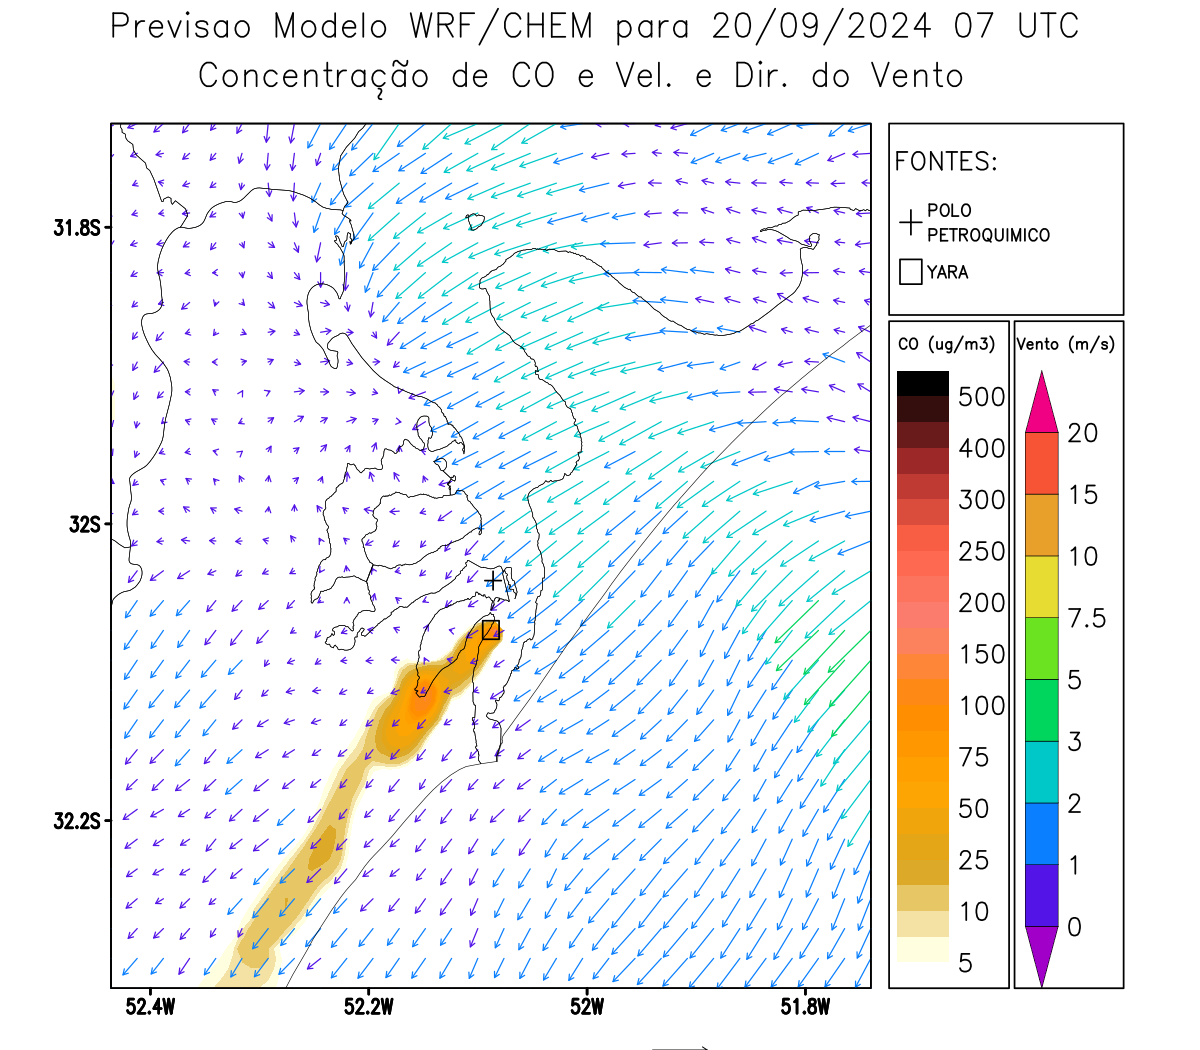 Previsao Modelo WRF/CHEM para 20/09/2024 07 UTC
Concentração de CO e Vel. e Dir. do Vento
FONTES:
POLO
PETROQUIMICO
YARA
CO (ug/m3)
500
400
300
250
200
150
100
75
50
25
10
5
Vento (m/s)
20
15
10
7.5
5
3
2
1
0
31.8S
32S
32.2S
52.4W
52.2W
52W
51.8W